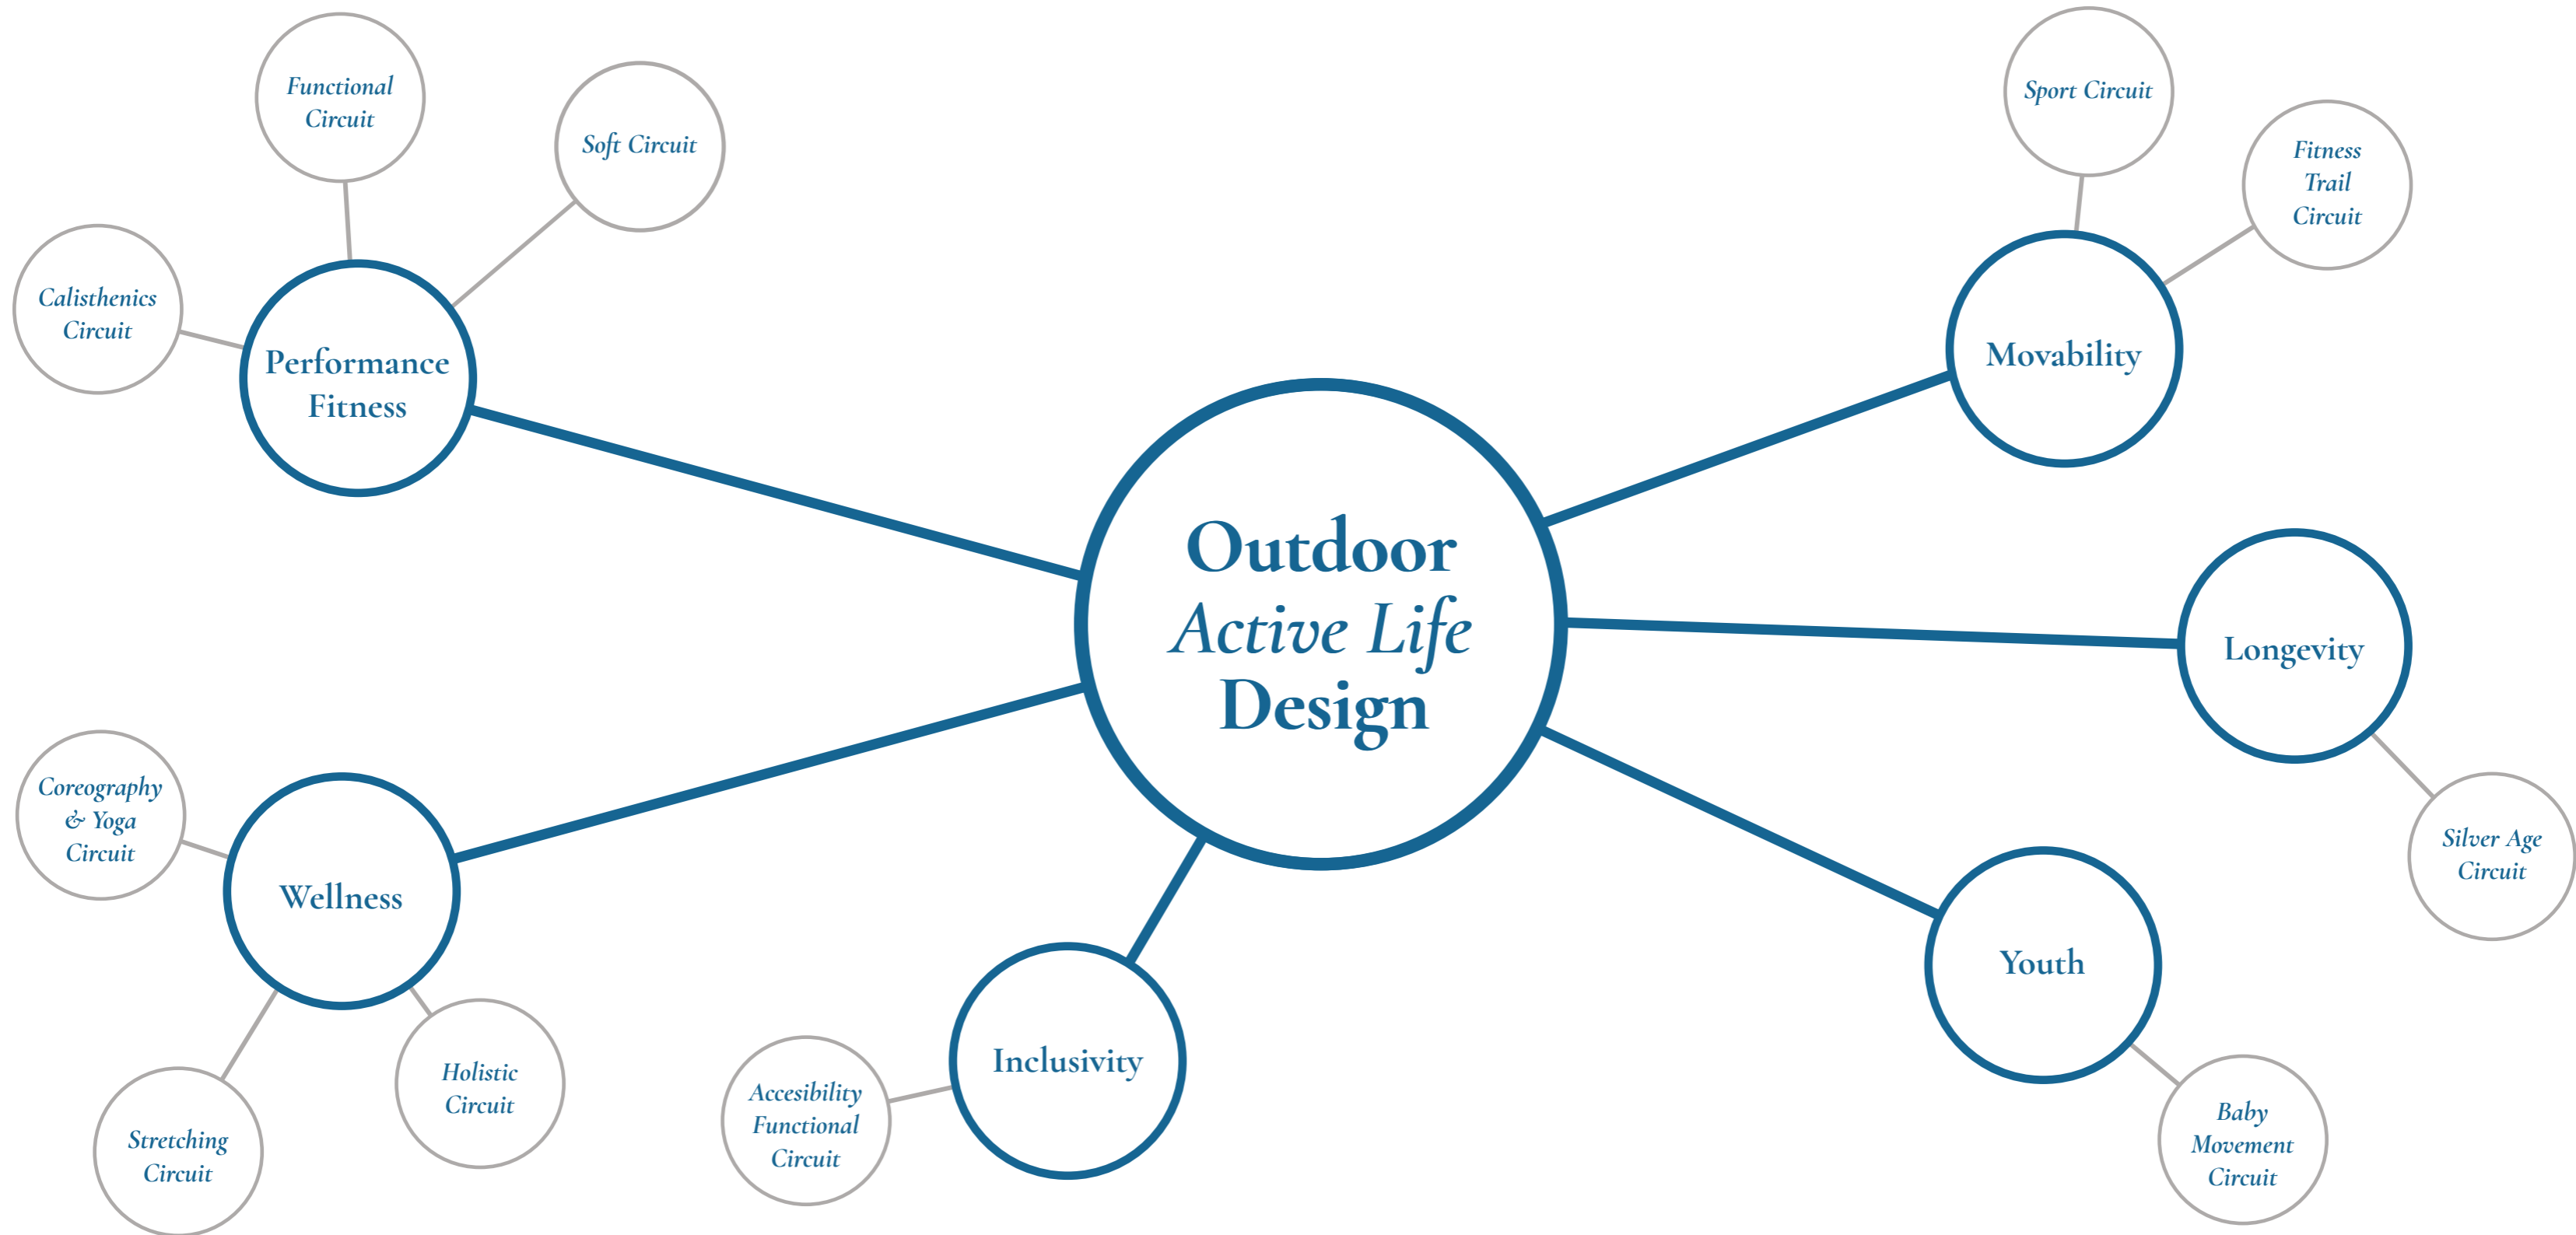 Functional
Circuit
Soft Circuit
Calisthenics
Circuit
Performance
Fitness
Sport Circuit
Fitness
Trail
Circuit
Movability
Outdoor
Active Life
Design
Longevity
Silver Age
Circuit
Coreography
& Yoga
Circuit
Wellness
Stretching
Circuit
Holistic
Circuit
Inclusivity
Accesibility
Functional
Circuit
Youth
Baby
Movement
Circuit